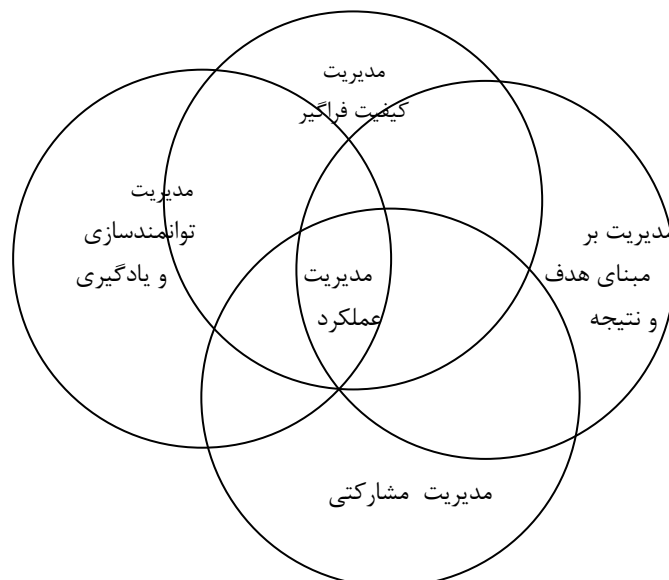 مدیریت
کیفیت فراگیر
مدیریت
توانمندسازی
و یادگیری
مدیریت بر
مبنای هدف
و نتیجه
مدیریت
عملکرد
مدیریت مشارکتی